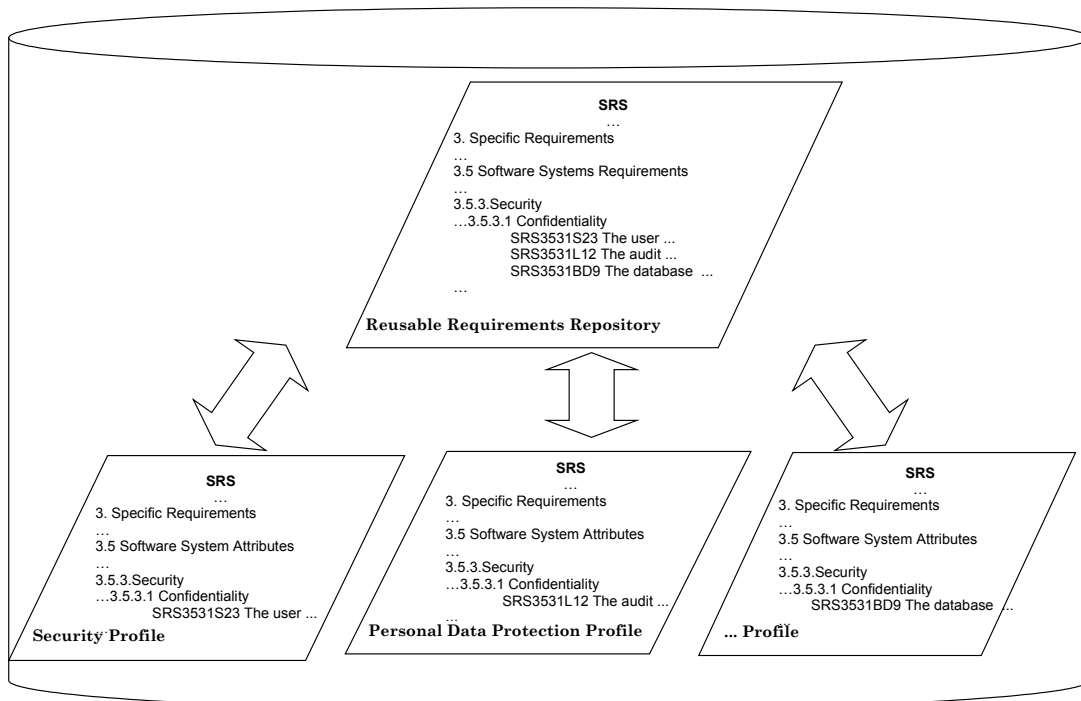 SRS
…
3. Specific Requirements
…
3.5 Software Systems Requirements
…
3.5.3.Security
…3.5.3.1 Confidentiality
SRS3531S23 The user ...
SRS3531L12 The audit ...
SRS3531BD9 The database ...
…
Reusable Requirements Repository
SRS
…
3. Specific Requirements
…
3.5 Software System Attributes
…
3.5.3.Security
…3.5.3.1 Confidentiality
SRS3531S23 The user ...
Security Profile
SRS
…
3. Specific Requirements
…
3.5 Software System Attributes
…
3.5.3.Security
…3.5.3.1 Confidentiality
SRS3531L12 The audit ...
…
Personal Data Protection Profile
SRS
…
3. Specific Requirements
…
3.5 Software System Attributes
…
3.5.3.Security
…3.5.3.1 Confidentiality
SRS3531BD9 The database ...
... Profile